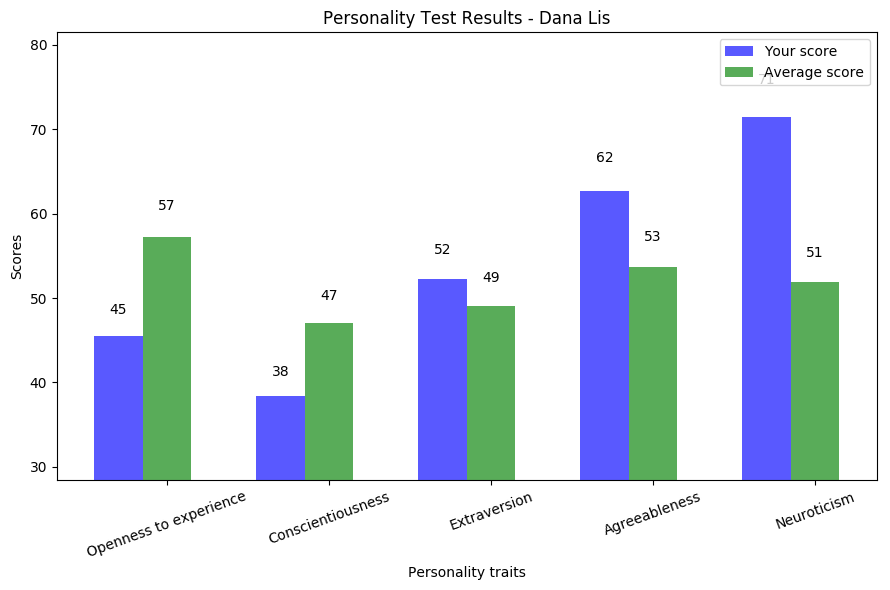 Personality Test Results - Dana Lis
Your score
Average score
80
70
60
50
40
30
Scores
45
57
38
47
52
49
62
53
71
51
Openness to experience
Conscientiousness
Extraversion
Agreeableness
Neuroticism
Personality traits